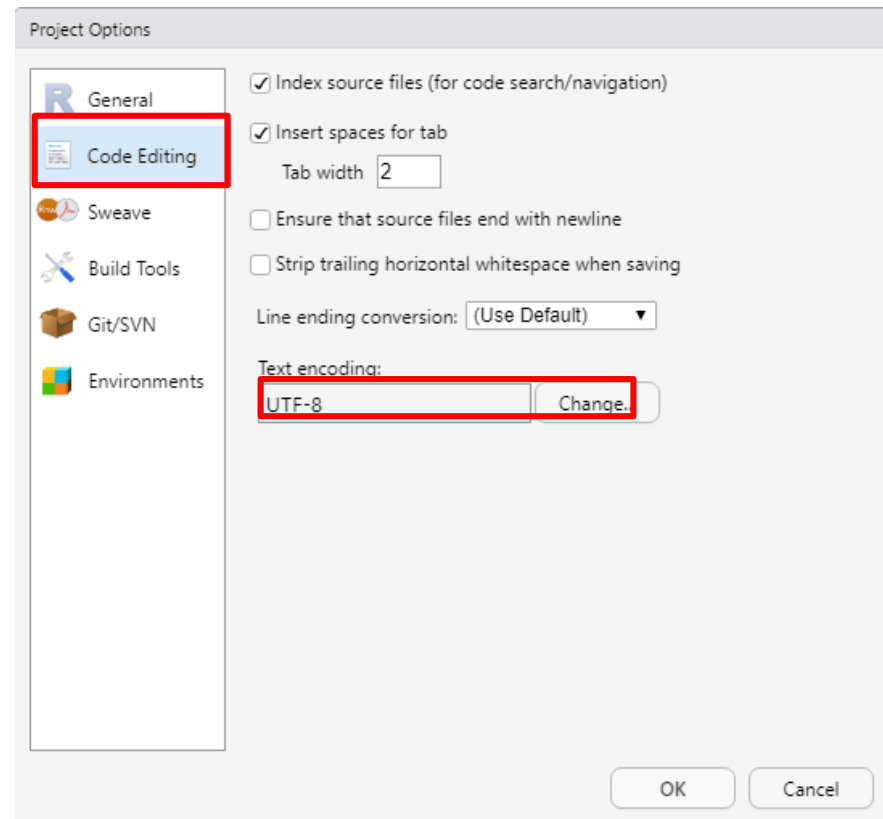 Project Options
General
Code Editing
Sweave
Build Tools
Git/SVN
Environments
Index source files (for code search/navigation)
Insert spaces for tab
Tab width 2
Ensure that source files end with newline
Strip trailing horizontal whitespace when saving
Line ending conversion: (Use Default)
Text encoding:
UTF-8 Change..
OK Cancel